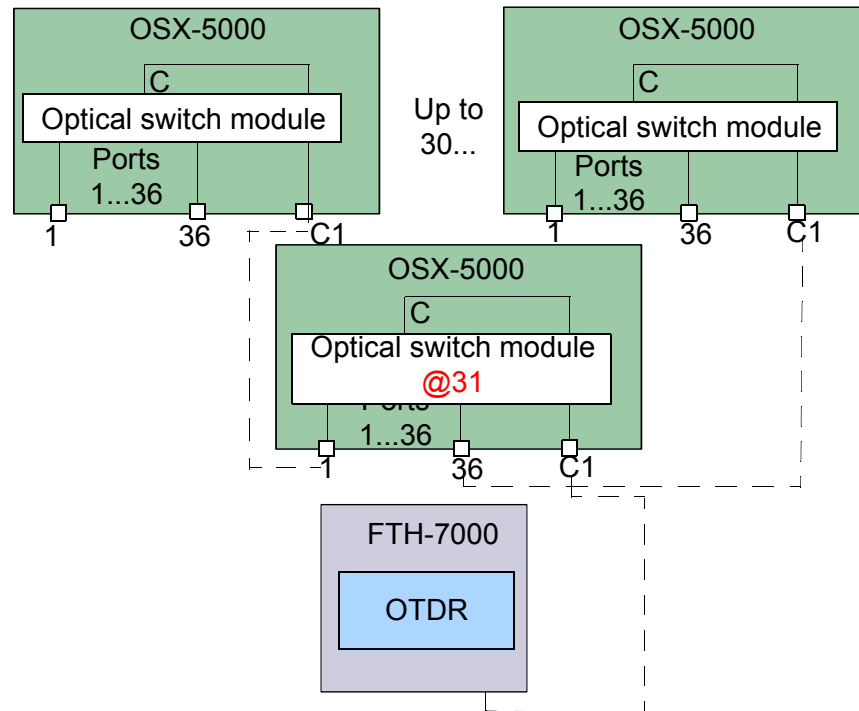 OSX-5000
C
Optical switch module
Ports
1...36
1
36
C1
Up to
30...
OSX-5000
C
Optical switch module
Ports
1...36
1
36
C1
OSX-5000
C
Optical switch module
@31
Ports
1...36
1
36
C1
FTH-7000
OTDR